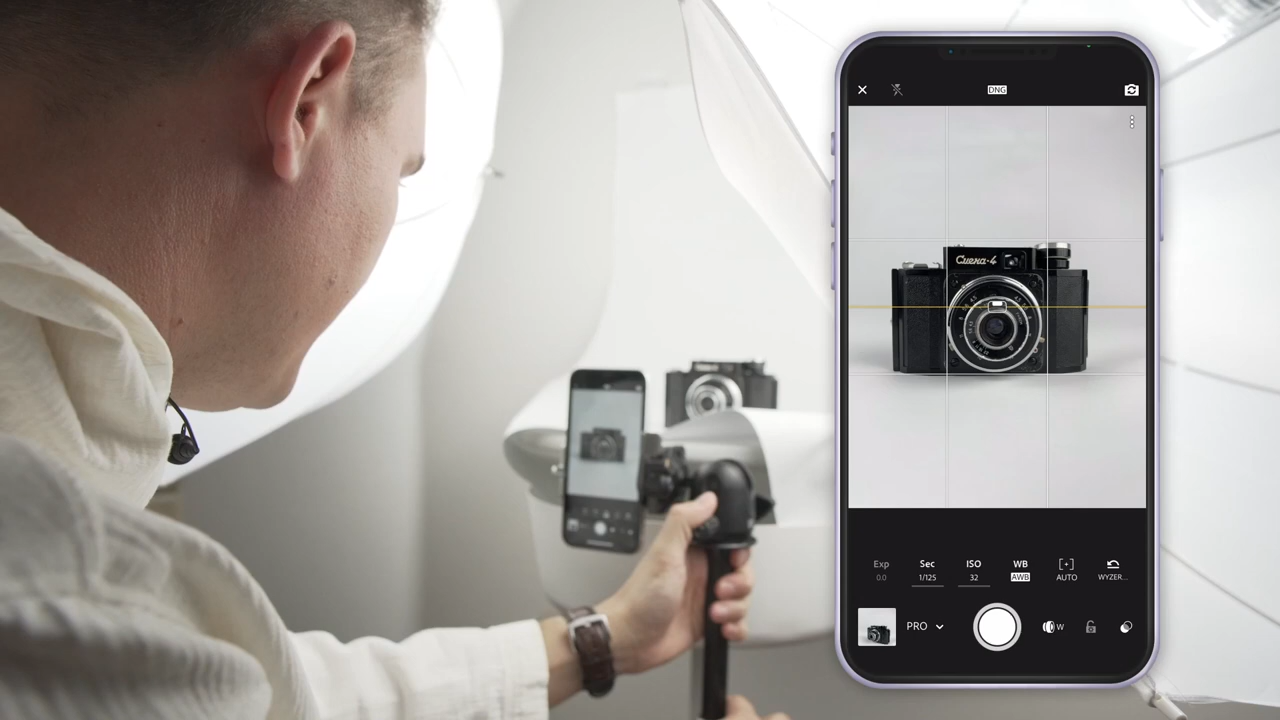 DNG
Смена-4
Exp
Sec
ISO
WB
0.0
1/125
32
AWB
AUTO
WYZER...
PRO
W